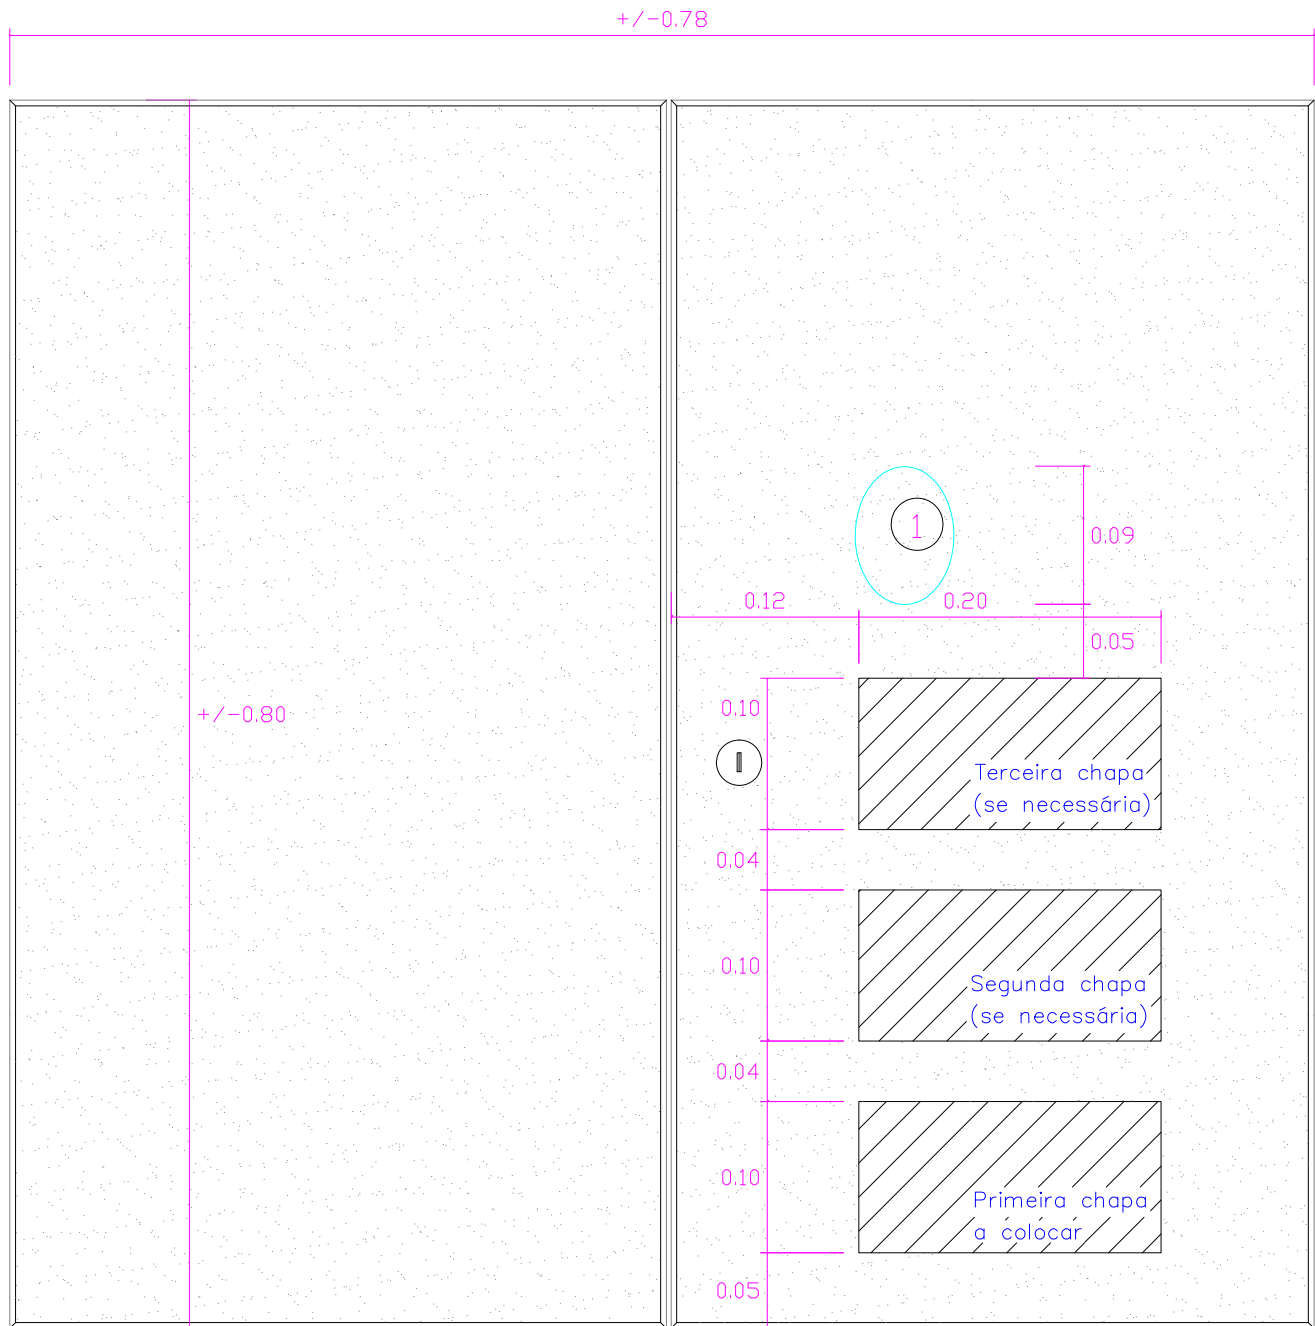 +/-0.78
1
0.09
0.12
0.20
0.05
0.10
+/-0.80
Terceira chapa
(se necessária)
0.04
0.10
Segunda chapa
(se necessária)
0.04
0.10
Primeira chapa
a colocar
0.05